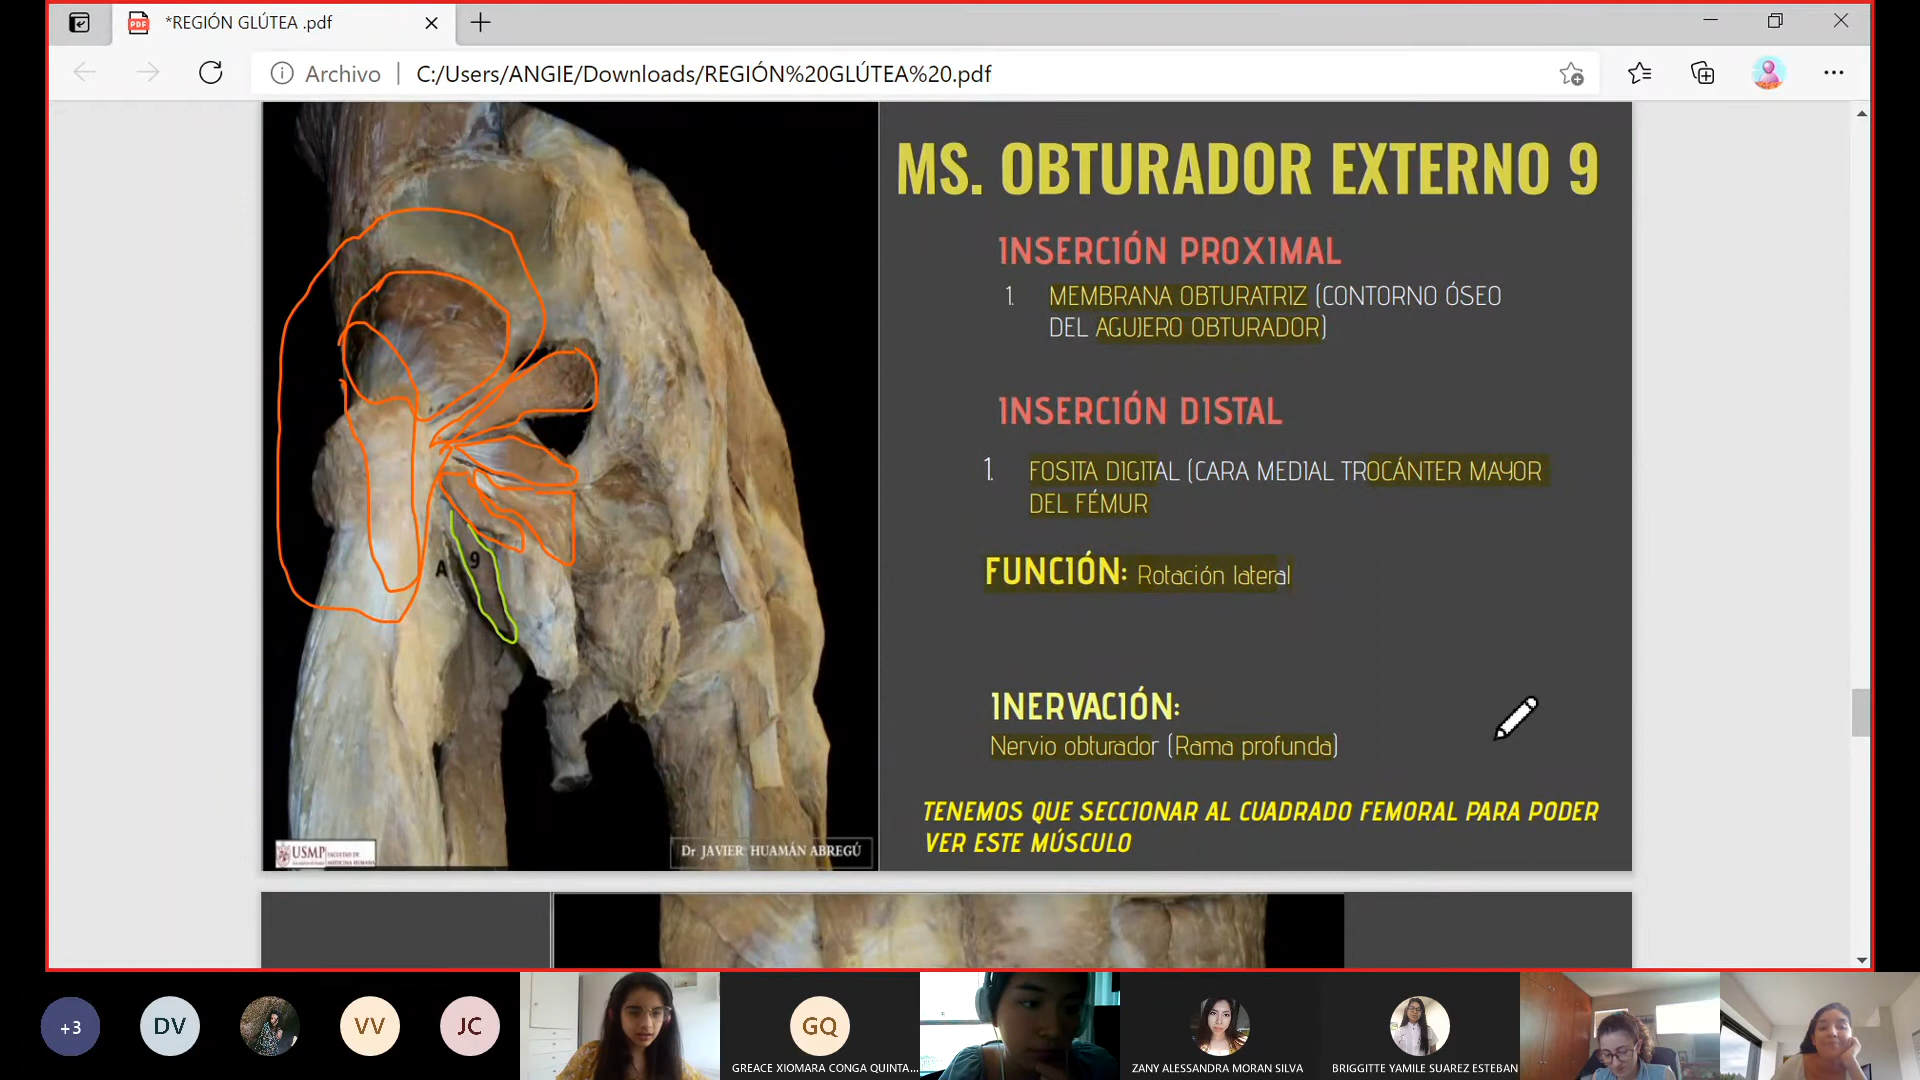 *REGIÓN GLÚTEA .pdf
Archivo | C:/Users/ANGIE/Downloads/REGIÓN%20GLÚTEA%20.pdf
MS. OBTURADOR EXTERNO 9
INSERCIÓN PROXIMAL
1. MEMBRANA OBTURATRIZ (CONTORNO ÓSEO
DEL AGUJERO OBTURADOR)
INSERCIÓN DISTAL
1. FOSITA DIGITAL (CARA MEDIAL TROCÁNTER MAYOR
DEL FÉMUR
FUNCIÓN: Rotación lateral
INERVACIÓN:
Nervio obturador (Rama profunda)
TENEMOS QUE SECCIONAR AL CUADRADO FEMORAL PARA PODER
VER ESTE MÚSCULO
A 9
USMP FACULTAD DE
MEDICINA HUMANA
Dr JAVIER HUAMÁN ABREGÚ
+3
DV
VV
JC
GQ
GREACE XIOMARA CONGA QUINTA...
ZANY ALESSANDRA MORAN SILVA
BRIGGITTE YAMILE SUAREZ ESTEBAN